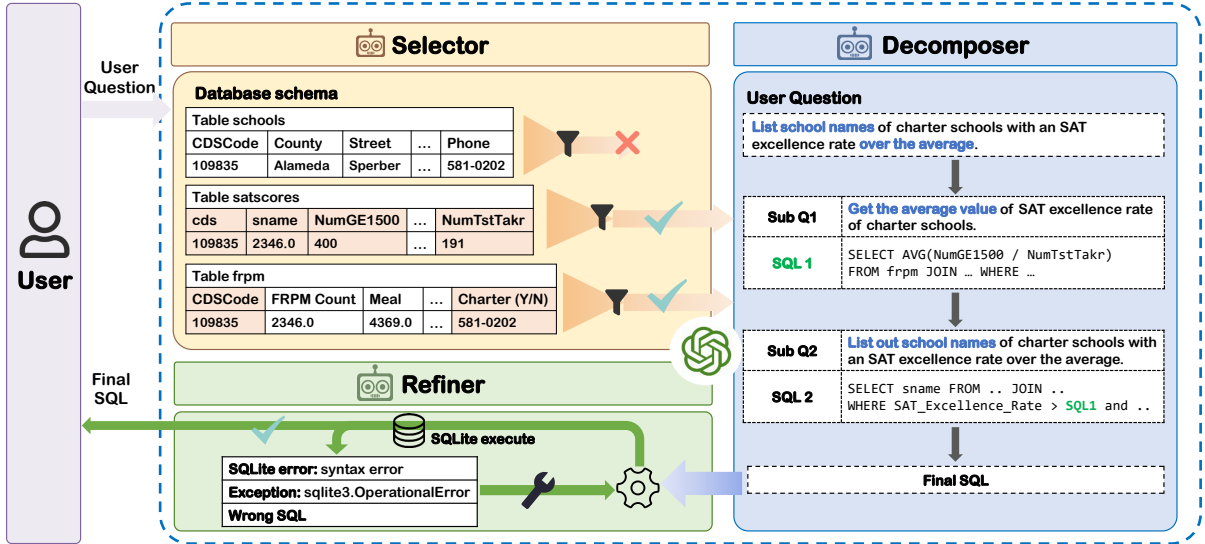 User
Question
User
Final
SQL
Selector
Database schema
Table schools
CDSCode County Street ... Phone
109835 Alameda Sperber ... 581-0202
Table satscores
cds sname NumGE1500 ... NumTstTakr
109835 2346.0 400 ... 191
Table frpm
CDSCode FRPM Count Meal ... Charter (Y/N)
109835 2346.0 4369.0 ... 581-0202
Refiner
SQLite execute
SQLite error: syntax error
Exception: sqlite3.OperationalError
Wrong SQL
Decomposer
User Question
List school names of charter schools with an SAT
excellence rate over the average.
Sub Q1
Get the average value of SAT excellence rate
of charter schools.
SQL 1
SELECT AVG(NumGE1500 / NumTstTakr)
FROM frpm JOIN … WHERE …
Sub Q2
List out school names of charter schools with
an SAT excellence rate over the average.
SQL 2
SELECT sname FROM .. JOIN ..
WHERE SAT_Excellence_Rate > SQL1 and ..
Final SQL